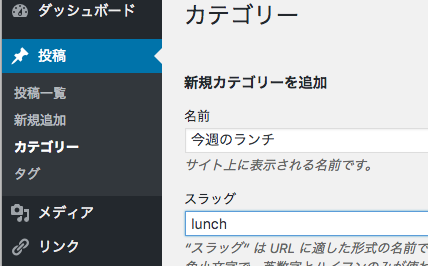 ダッシュボード
投稿
投稿一覧
新規追加
カテゴリー
タグ
メディア
リンク
カテゴリー
新規カテゴリーを追加
名前
今週のランチ
サイト上に表示される名前です。
スラッグ
lunch
"スラッグ" は URL に適した形式の名前で